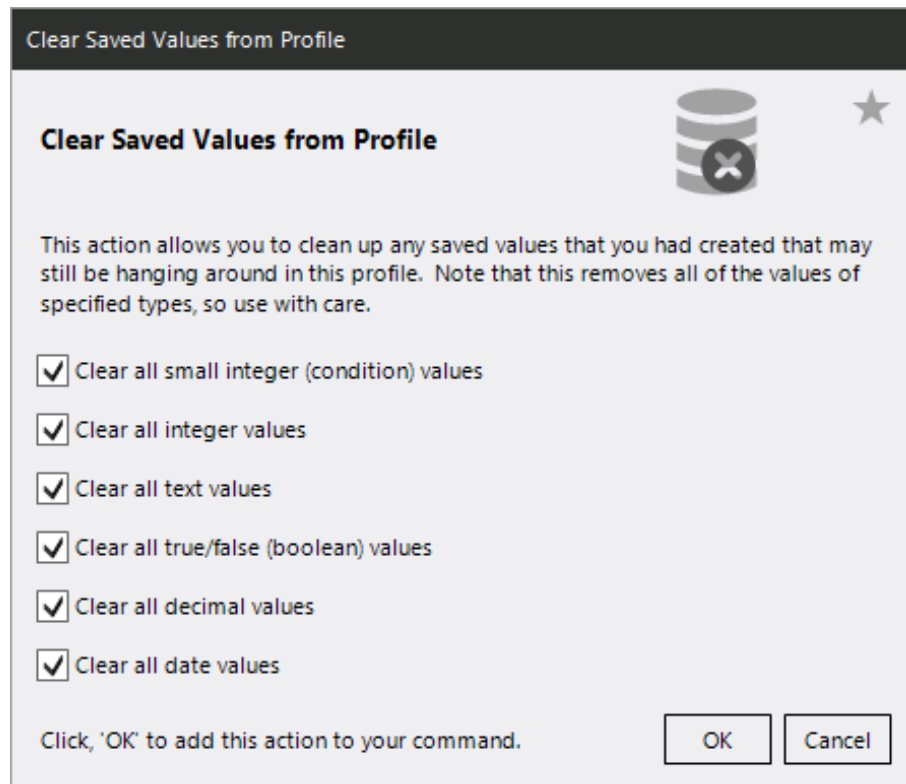 Clear Saved Values from Profile
Clear Saved Values from Profile
This action allows you to clean up any saved values that you had created that may
still be hanging around in this profile.  Note that this removes all of the values of
specified types, so use with care.
Clear all small integer (condition) values
Clear all integer values
Clear all text values
Clear all true/false (boolean) values
Clear all decimal values
Clear all date values
Click, 'OK' to add this action to your command.
OK
Cancel